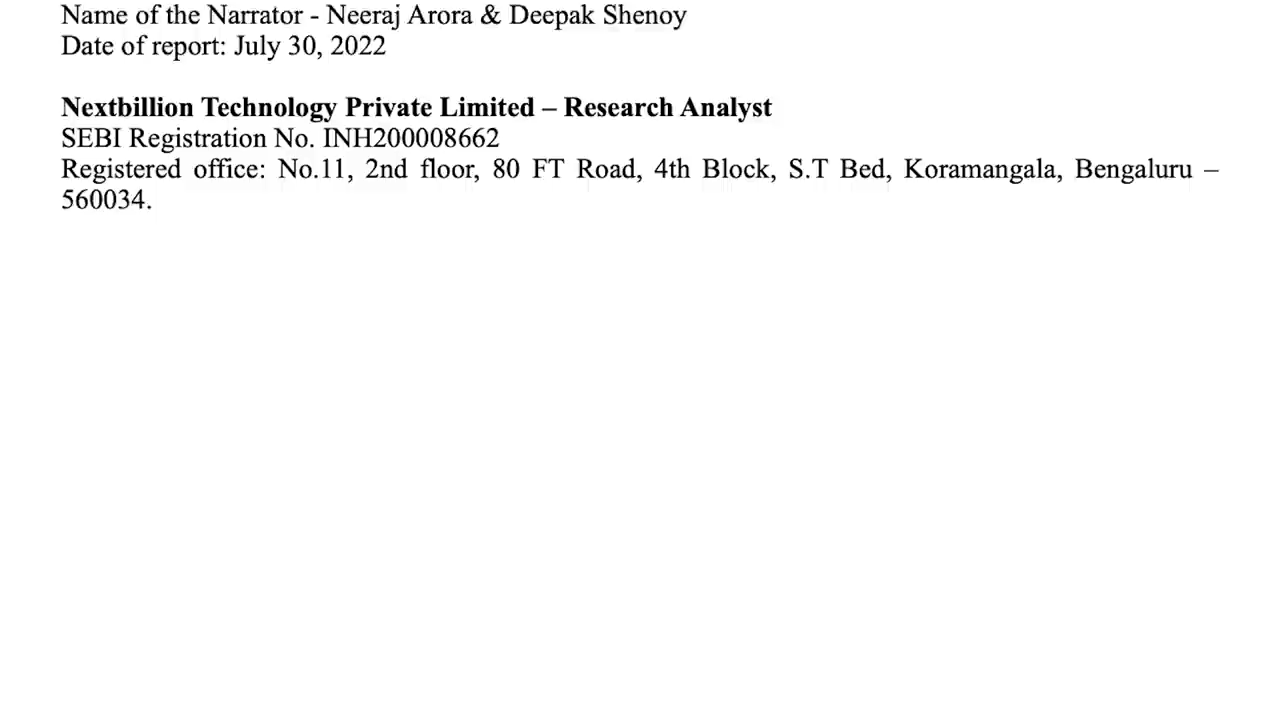 Name of the Narrator - Neeraj Arora & Deepak Shenoy
Date of report: July 30, 2022
Nextbillion Technology Private Limited – Research Analyst
SEBI Registration No. INH200008662
Registered office: No.11, 2nd floor, 80 FT Road, 4th Block, S.T Bed, Koramangala, Bengaluru –
560034.